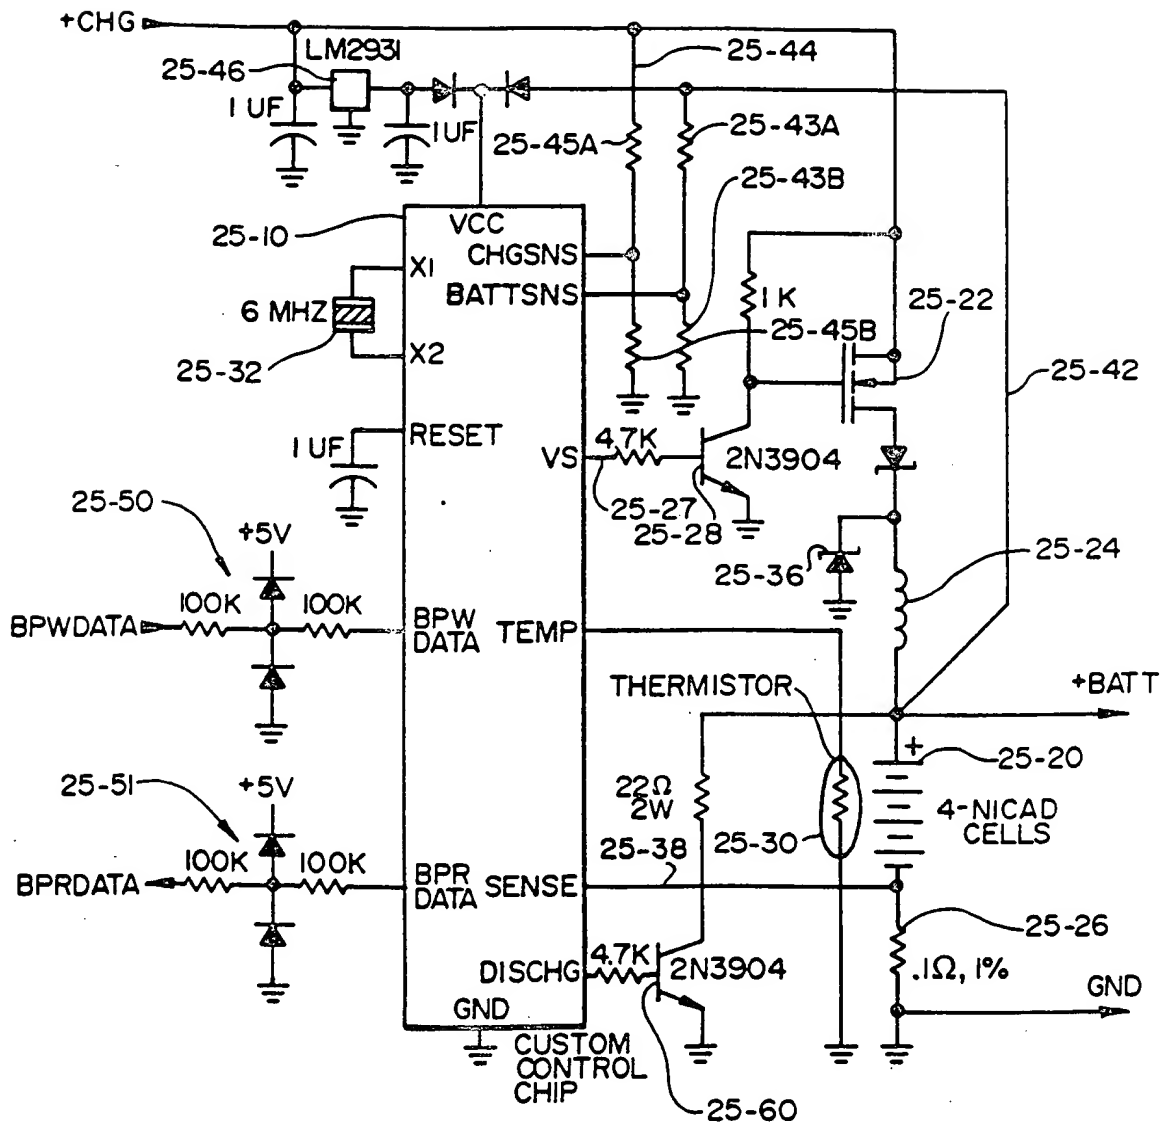 +CHG
LM2931
25-46
25-44
1 UF
1UF
25-45A
25-43A
25-43B
25-10
VCC
CHGSNS
X1
BATTSNS
6 MHZ
1 K
25-22
25-45B
X2
25-32
25-42
RESET
4.7K
1 UF
VS
2N3904
25-27
25-28
25-50
+5V
25-24
25-36
100K
100K
BPWDATA
BPW
DATA
TEMP
THERMISTOR
+BATT
+
25-20
25-51
+5V
22Ω
2W
4-NICAD
CELLS
100K
100K
25-38
25-30
BPRDATA
BPR
DATA
SENSE
25-26
4.7K
DISCHG
2N3904
.1Ω, 1%
GND
GND
CUSTOM
CONTROL
CHIP
25-60